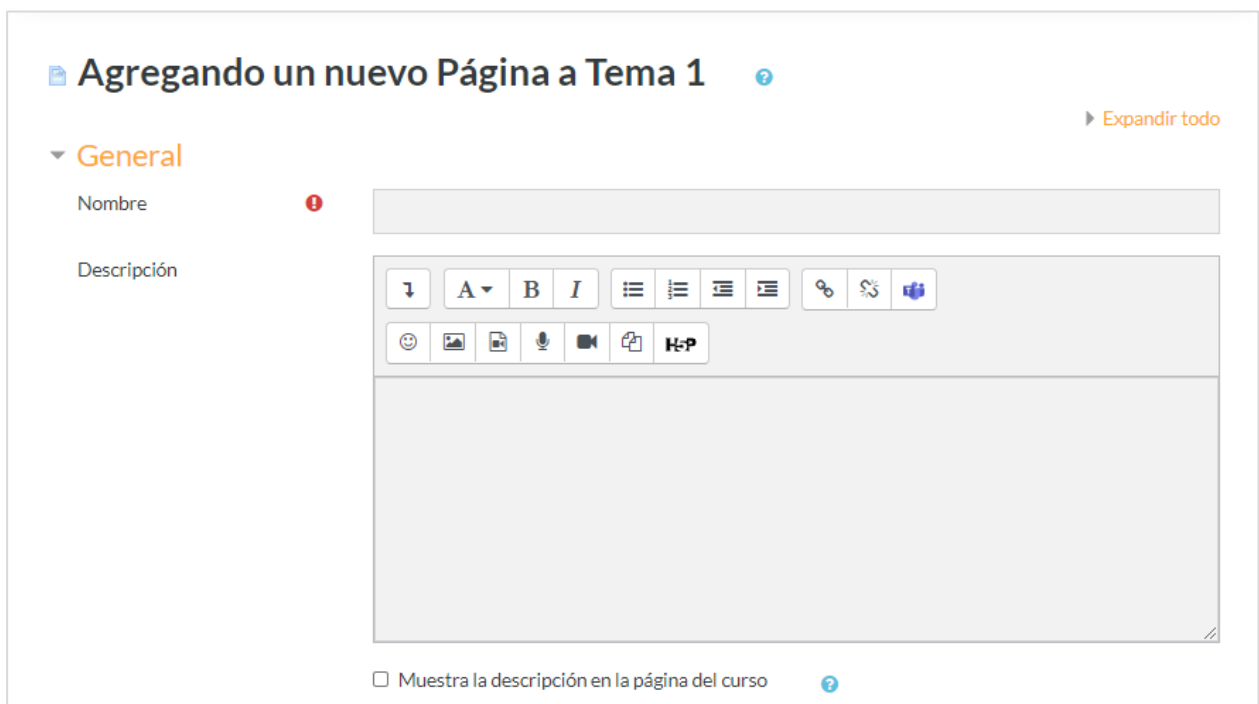 Agregando un nuevo Página a Tema 1
Expandir todo
General
Nombre
Descripción
A B I
H5P
Muestra la descripción en la página del curso